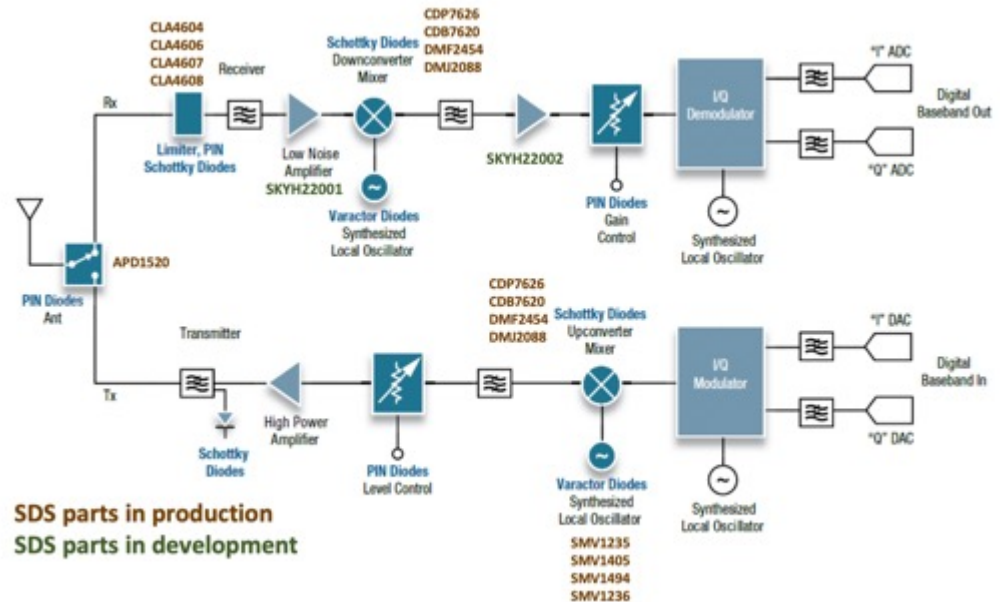 CLA4604
CLA4606
CLA4607
CLA4608
Receiver
Rx
Limiter, PIN
Schottky Diodes
Low Noise
Amplifier
SKYH22001
Schottky Diodes
Downconverter
Mixer
CDP7626
CDB7620
DMF2454
DMJ2088
Varactor Diodes
Synthesized
Local Oscillator
SKYH22002
PIN Diodes
Gain
Control
I/Q
Demodulator
Synthesized
Local Oscillator
"I" ADC
"Q" ADC
Digital
Baseband Out
APD1520
PIN Diodes
Ant
Transmitter
Tx
Schottky
Diodes
High Power
Amplifier
PIN Diodes
Level Control
CDP7626
CDB7620
DMF2454
DMJ2088
Schottky Diodes
Upconverter
Mixer
Varactor Diodes
Synthesized
Local Oscillator
SMV1235
SMV1405
SMV1494
SMV1236
I/Q
Modulator
Synthesized
Local Oscillator
"I" DAC
"Q" DAC
Digital
Baseband In
SDS parts in production
SDS parts in development